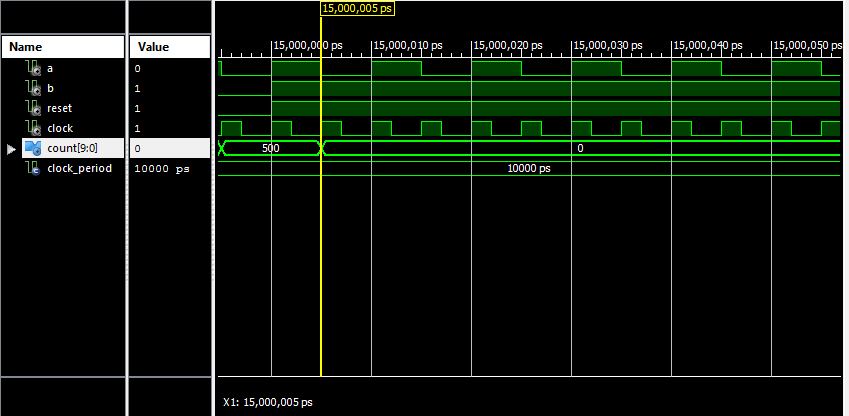 15,000,005 ps
Name Value
15,000,000 ps 15,000,010 ps 15,000,020 ps 15,000,030 ps 15,000,040 ps 15,000,050 ps
a 0
b 1
reset 1
clock 1
count[9:0] 0 500 0
clock_period 10000 ps 10000 ps
X1: 15,000,005 ps